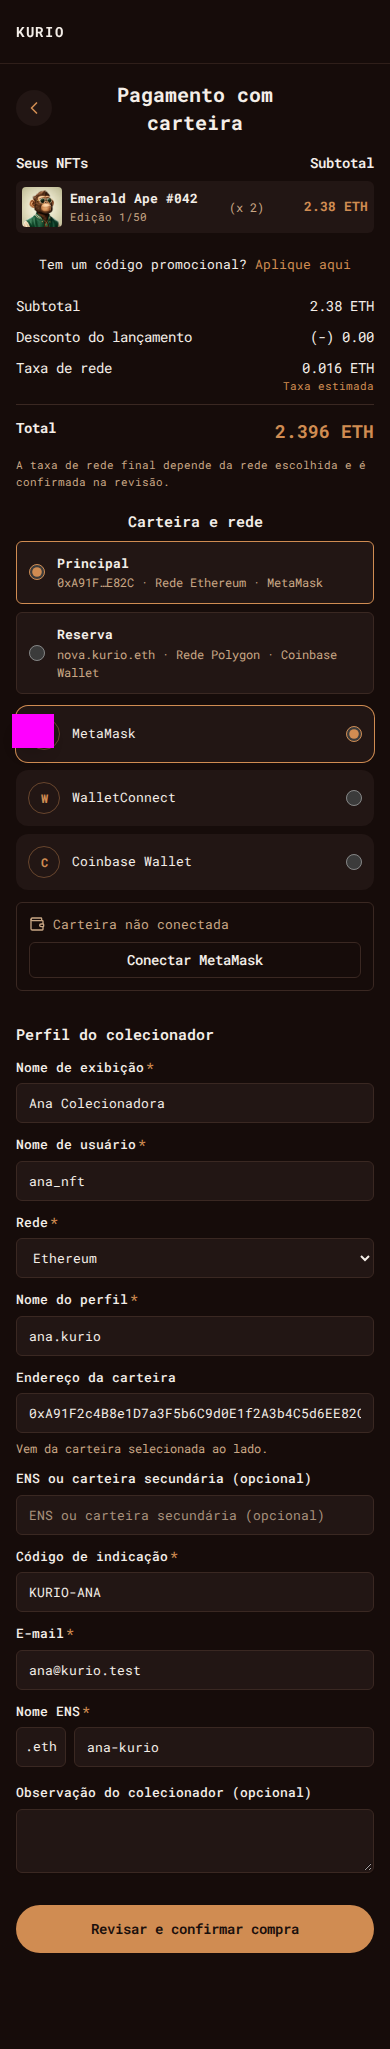 KURIO
Pagamento com
carteira
Seus NFTs Subtotal
Emerald Ape #042 (x 2) 2.38 ETH
Edição 1/50
Tem um código promocional? Aplique aqui
Subtotal 2.38 ETH
Desconto do lançamento (-) 0.00
Taxa de rede 0.016 ETH
Taxa estimada
Total 2.396 ETH
A taxa de rede final depende da rede escolhida e é
confirmada na revisão.
Carteira e rede
Principal
0xA91F…E82C · Rede Ethereum · MetaMask
Reserva
nova.kurio.eth · Rede Polygon · Coinbase
Wallet
MetaMask
W WalletConnect
C Coinbase Wallet
Carteira não conectada
Conectar MetaMask
Perfil do colecionador
Nome de exibição*
Ana Colecionadora
Nome de usuário*
ana_nft
Rede*
Ethereum
Nome do perfil*
ana.kurio
Endereço da carteira
0xA91F2c4B8e1D7a3F5b6C9d0E1f2A3b4C5d6EE82C
Vem da carteira selecionada ao lado.
ENS ou carteira secundária (opcional)
ENS ou carteira secundária (opcional)
Código de indicação*
KURIO-ANA
E-mail*
ana@kurio.test
Nome ENS*
.eth ana-kurio
Observação do colecionador (opcional)
Revisar e confirmar compra